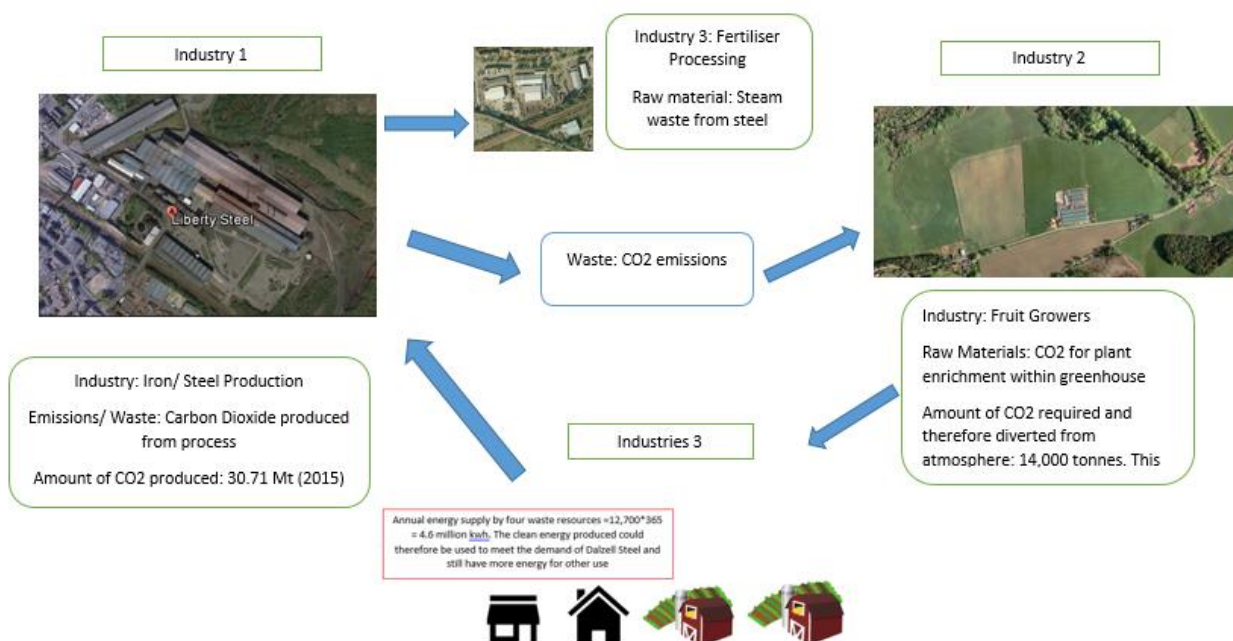 Industry 1
Industry 3: Fertiliser
Processing
Raw material: Steam
waste from steel
Industry 2
Liberty Steel
Waste: CO2 emissions
Industry: Iron/ Steel Production
Emissions/ Waste: Carbon Dioxide produced
from process
Amount of CO2 produced: 30.71 Mt (2015)
Industries 3
Industry: Fruit Growers
Raw Materials: CO2 for plant
enrichment within greenhouse
Amount of CO2 required and
therefore diverted from
atmosphere: 14,000 tonnes. This
Annual energy supply by four waste resources =12,700*365
= 4.6 million kwh. The clean energy produced could
therefore be used to meet the demand of Dalzell Steel and
still have more energy for other use